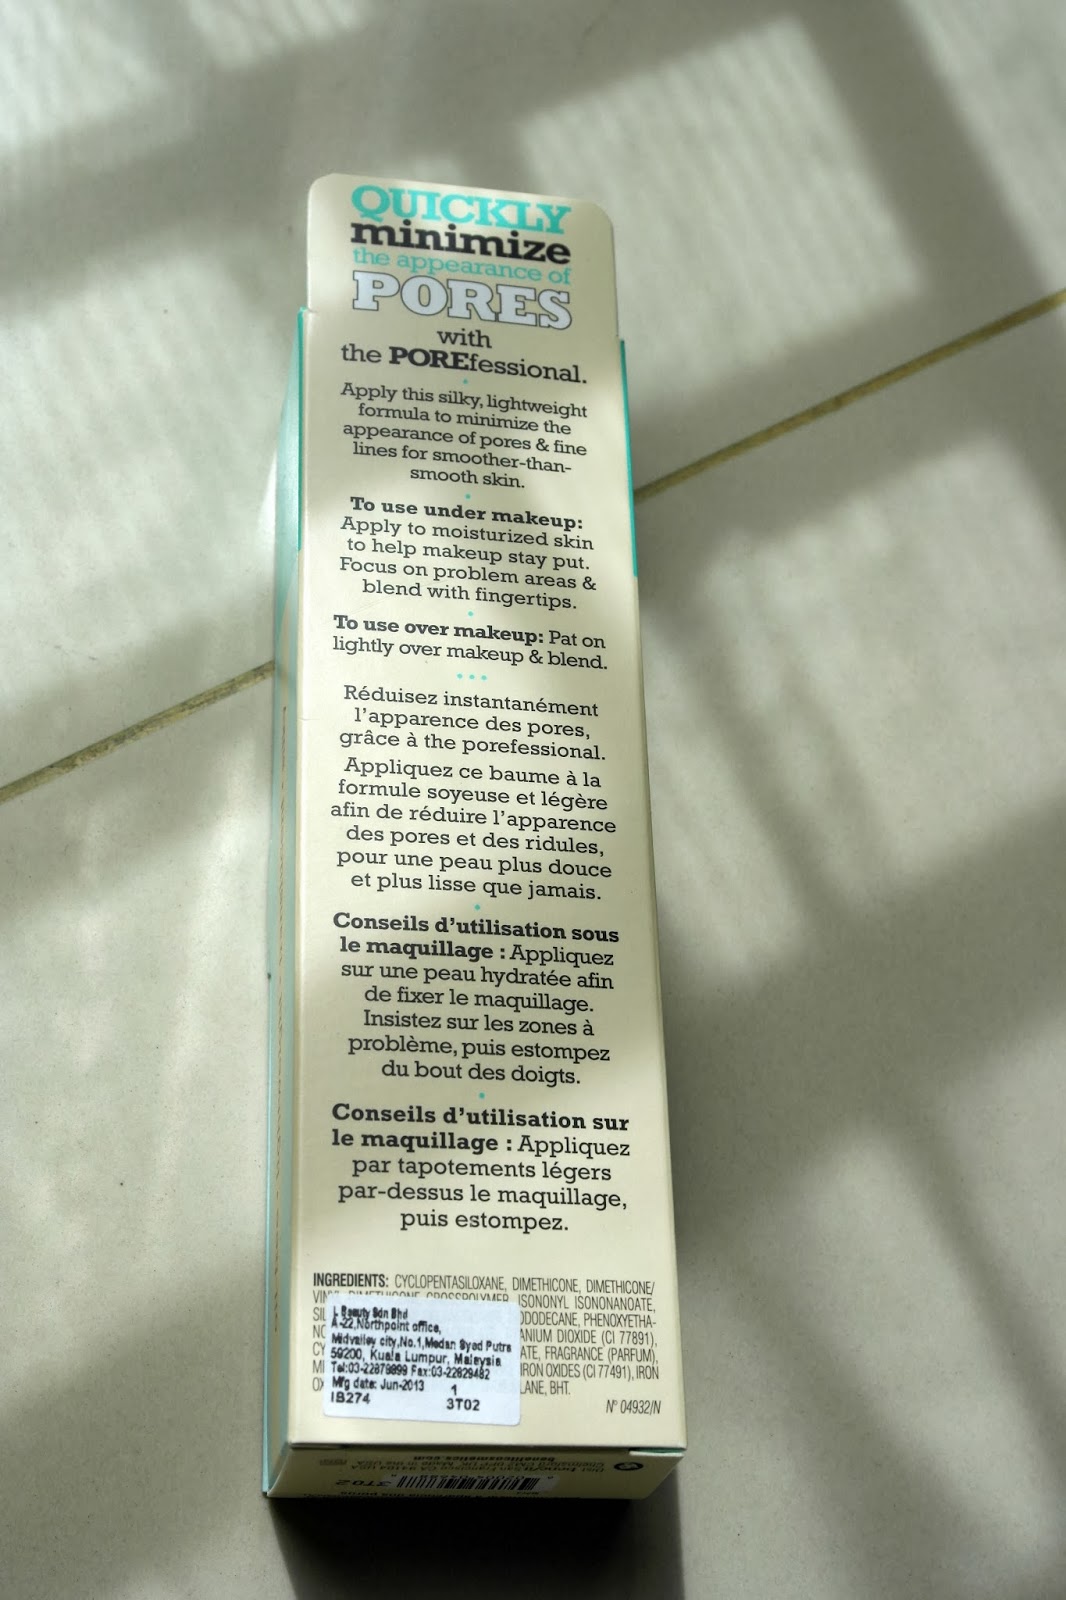 QUICKLY
minimize
the appearance of
PORES
with
the POREfessional.
Apply this silky, lightweight
formula to minimize the
appearance of pores & fine
lines for smoother-than-
smooth skin.
To use under makeup:
Apply to moisturized skin
to help makeup stay put.
Focus on problem areas &
blend with fingertips.
To use over makeup: Pat on
lightly over makeup & blend.
Réduisez instantanément
l'apparence des pores,
grâce à the porefessional.
Appliquez ce baume à la
formule soyeuse et légère
afin de réduire l'apparence
des pores et des ridules,
pour une peau plus douce
et plus lisse que jamais.
Conseils d'utilisation sous
le maquillage : Appliquez
sur une peau hydratée afin
de fixer le maquillage.
Insistez sur les zones à
problème, puis estompez
du bout des doigts.
Conseils d'utilisation sur
le maquillage : Appliquez
par tapotements légers
par-dessus le maquillage,
puis estompez.
INGREDIENTS: CYCLOPENTASILOXANE, DIMETHICONE, DIMETHICONE/
VINYL DIMETHICONE CROSSPOLYMER, ISONONYL ISONONANOATE,
ODODECANE, PHENOXYETHA-
ANIUM DIOXIDE (CI 77891),
ATE, FRAGRANCE (PARFUM),
IRON OXIDES (CI 77491), IRON
LANE, BHT.
N° 04932/N
L Beauty Sdn Bhd
A-22, Northpoint office,
Midvalley city, No.1, Medan Syed Putra
59200, Kuala Lumpur, Malaysia
Tel:03-22879899 Fax:03-22829482
Mfg date: Jun-2013 1
IB274 3T02
benefitcosmetics.com
3T02